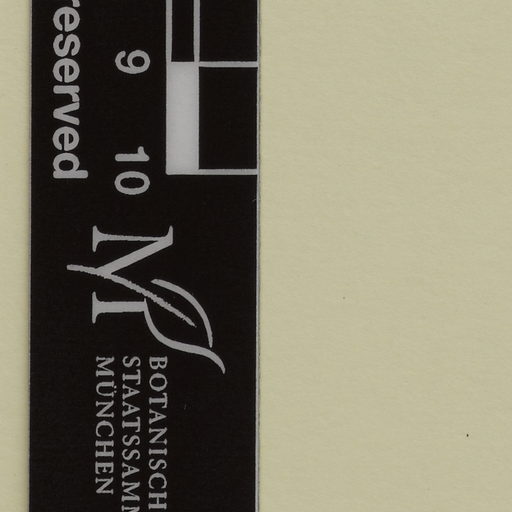 reserved
9 10
M
BOTANISCH
STAATSSAMM
MÜNCHEN